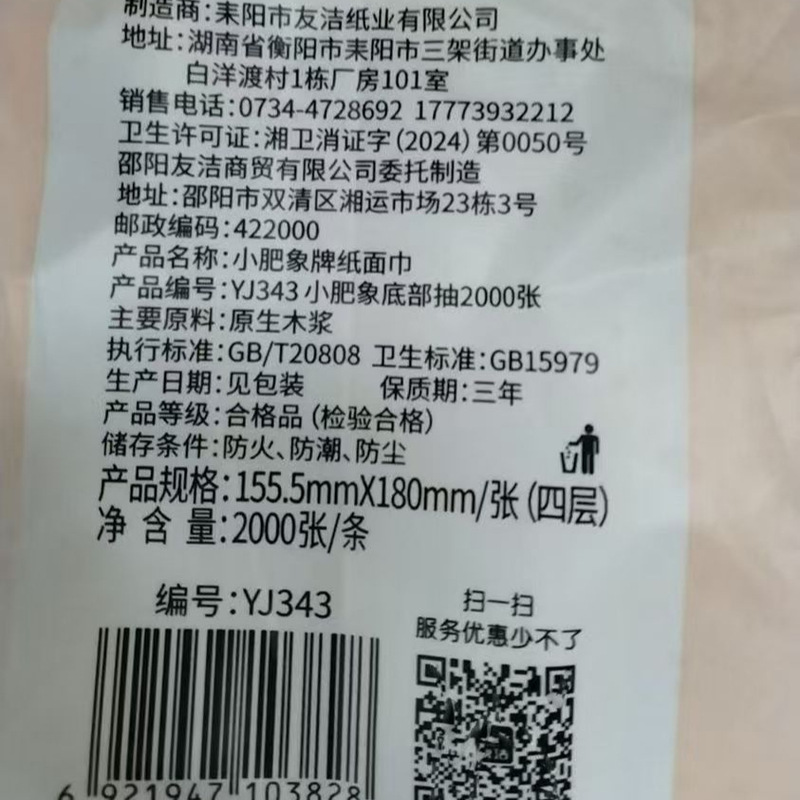 制造商:耒阳市友洁纸业有限公司
地址:湖南省衡阳市耒阳市三架街道办事处
白洋渡村1栋厂房101室
销售电话:0734-4728692 17773932212
卫生许可证:湘卫消证字(2024)第0050号
邵阳友洁商贸有限公司委托制造
地址:邵阳市双清区湘运市场23栋3号
邮政编码:422000
产品名称:小肥象牌纸面巾
产品编号:YJ343小肥象底部抽2000张
主要原料:原生木浆
执行标准:GB/T20808 卫生标准:GB15979
生产日期:见包装 保质期:三年
产品等级:合格品(检验合格)
储存条件:防火、防潮、防尘
产品规格:155.5mmX180mm/张(四层)
净含量:2000张/条
编号:YJ343
扫一扫
服务优惠少不了
6 921947 103828